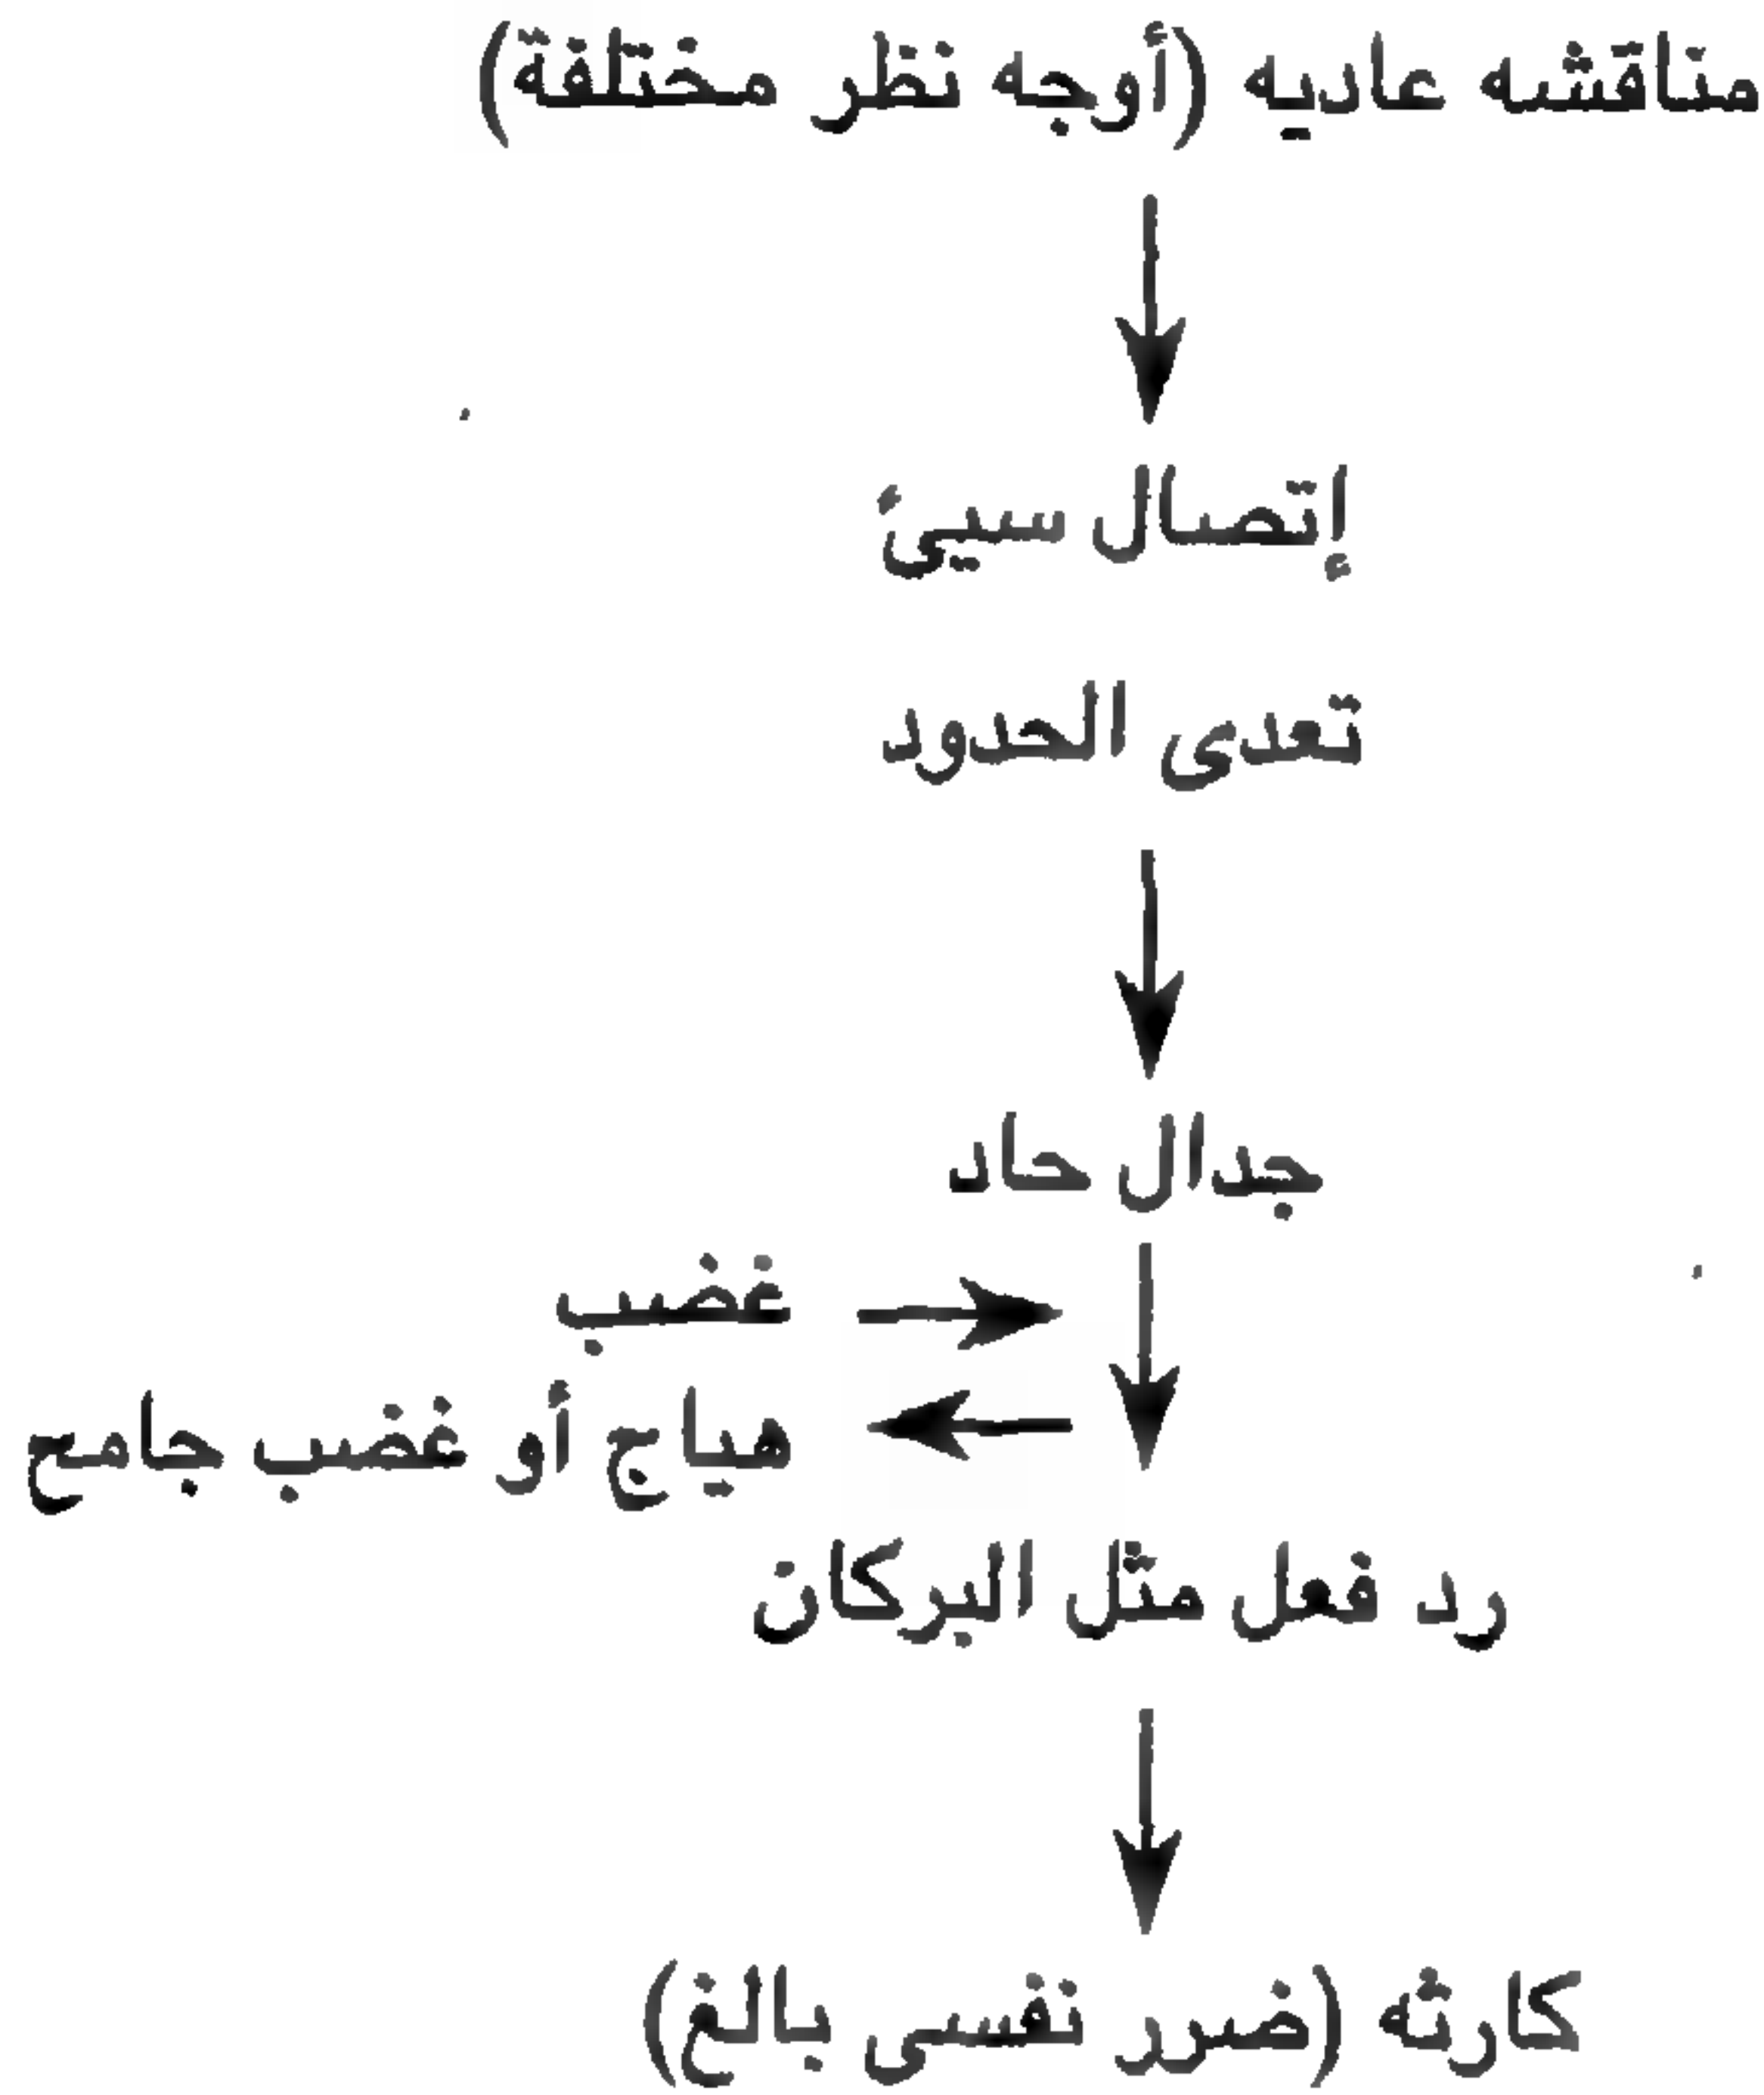 مناقشه عاديه (أوجه نظر مختلفة)
إتصال سيئ
تعدى الحدود
جدال حاد
غضب
هياج أو غضب جامع
رد فعل مثل البركان
كارثه (ضرر نفسى بالغ)